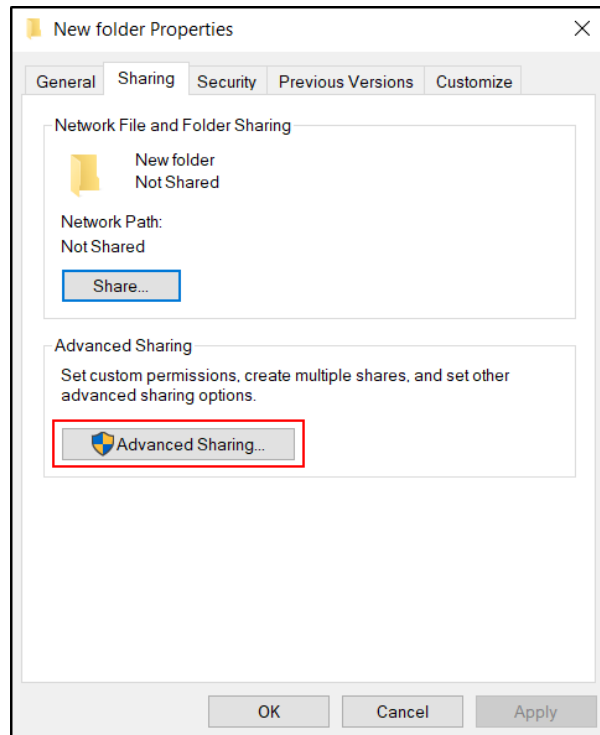 New folder Properties
General Sharing Security Previous Versions Customize
Network File and Folder Sharing
New folder
Not Shared
Network Path:
Not Shared
Share...
Advanced Sharing
Set custom permissions, create multiple shares, and set other
advanced sharing options.
Advanced Sharing...
OK Cancel Apply